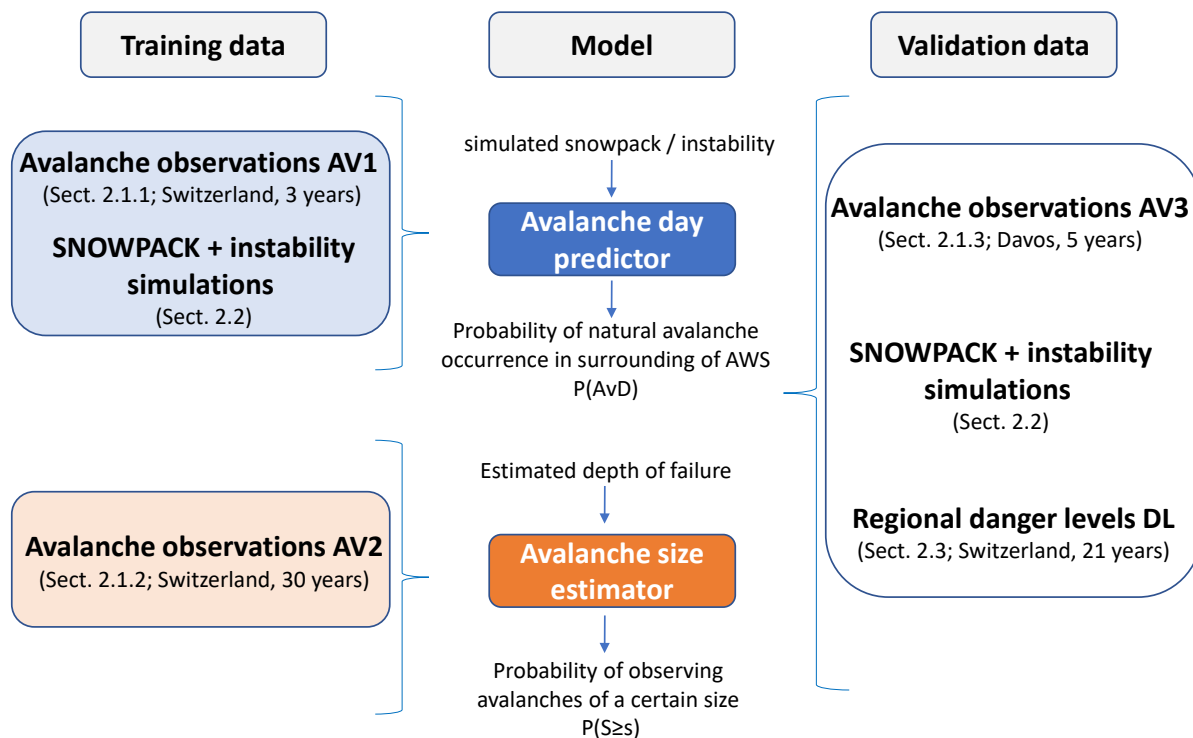 Training data
Model
Validation data
Avalanche observations AV1
(Sect. 2.1.1; Switzerland, 3 years)
SNOWPACK + instability
simulations
(Sect. 2.2)
simulated snowpack / instability
Avalanche day
predictor
Probability of natural avalanche
occurrence in surrounding of AWS
P(AvD)
Avalanche observations AV2
(Sect. 2.1.2; Switzerland, 30 years)
Estimated depth of failure
Avalanche size
estimator
Probability of observing
avalanches of a certain size
P(S≥s)
Avalanche observations AV3
(Sect. 2.1.3; Davos, 5 years)
SNOWPACK + instability
simulations
(Sect. 2.2)
Regional danger levels DL
(Sect. 2.3; Switzerland, 21 years)